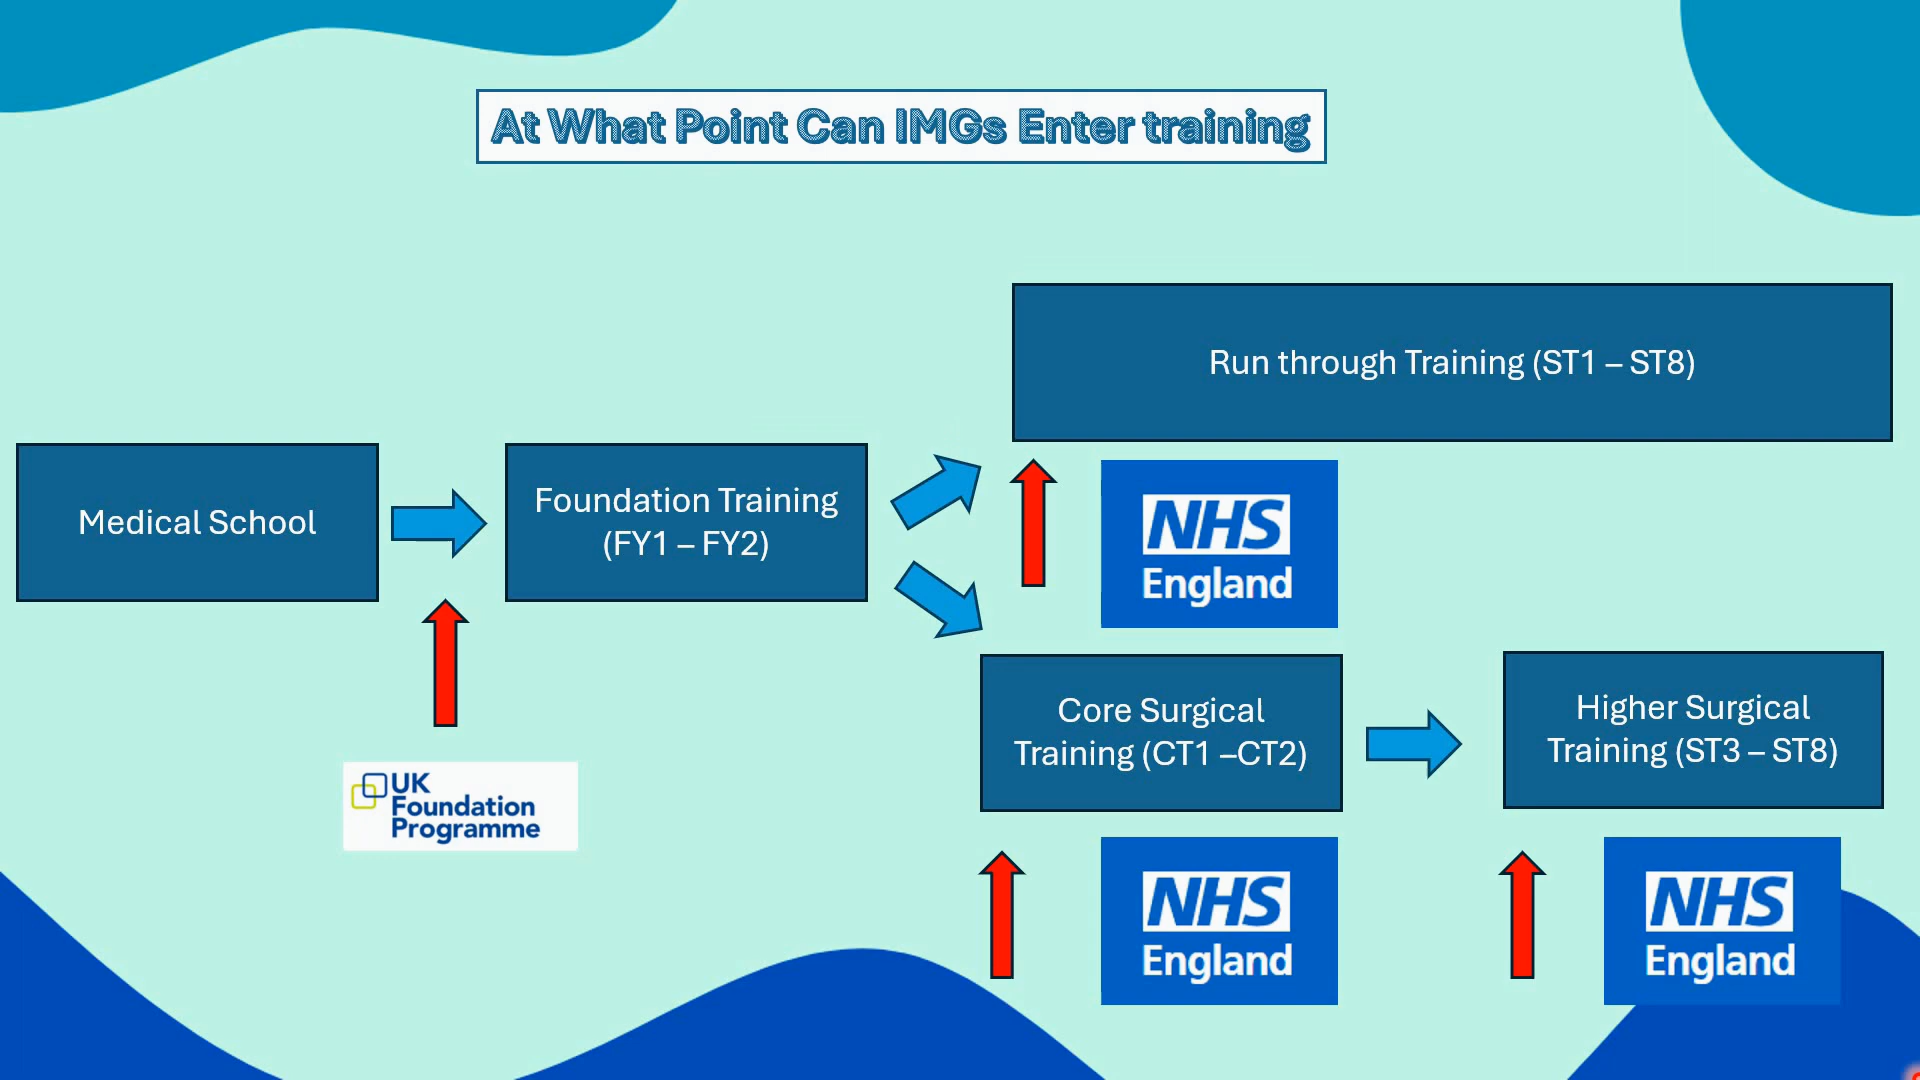 At What Point Can IMGs Enter training
Run through Training (ST1 – ST8)
Medical School
Foundation Training
(FY1 – FY2)
NHS
England
Core Surgical
Training (CT1 –CT2)
Higher Surgical
Training (ST3 – ST8)
UK
Foundation
Programme
NHS
England
NHS
England